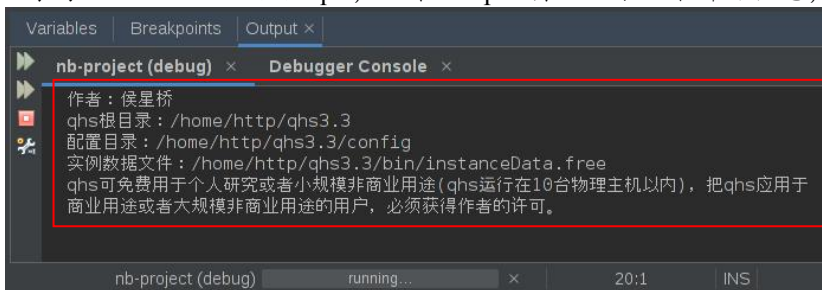 Variables Breakpoints Output ×
nb-project (debug) × Debugger Console ×
作者：侯星桥
qhs根目录：/home/http/qhs3.3
配置目录：/home/http/qhs3.3/config
实例数据文件：/home/http/qhs3.3/bin/instanceData.free
qhs可免费用于个人研究或者小规模非商业用途(qhs运行在10台物理主机以内)，把qhs应用于
商业用途或者大规模非商业用途的用户，必须获得作者的许可。
nb-project (debug) running... × 20:1 INS